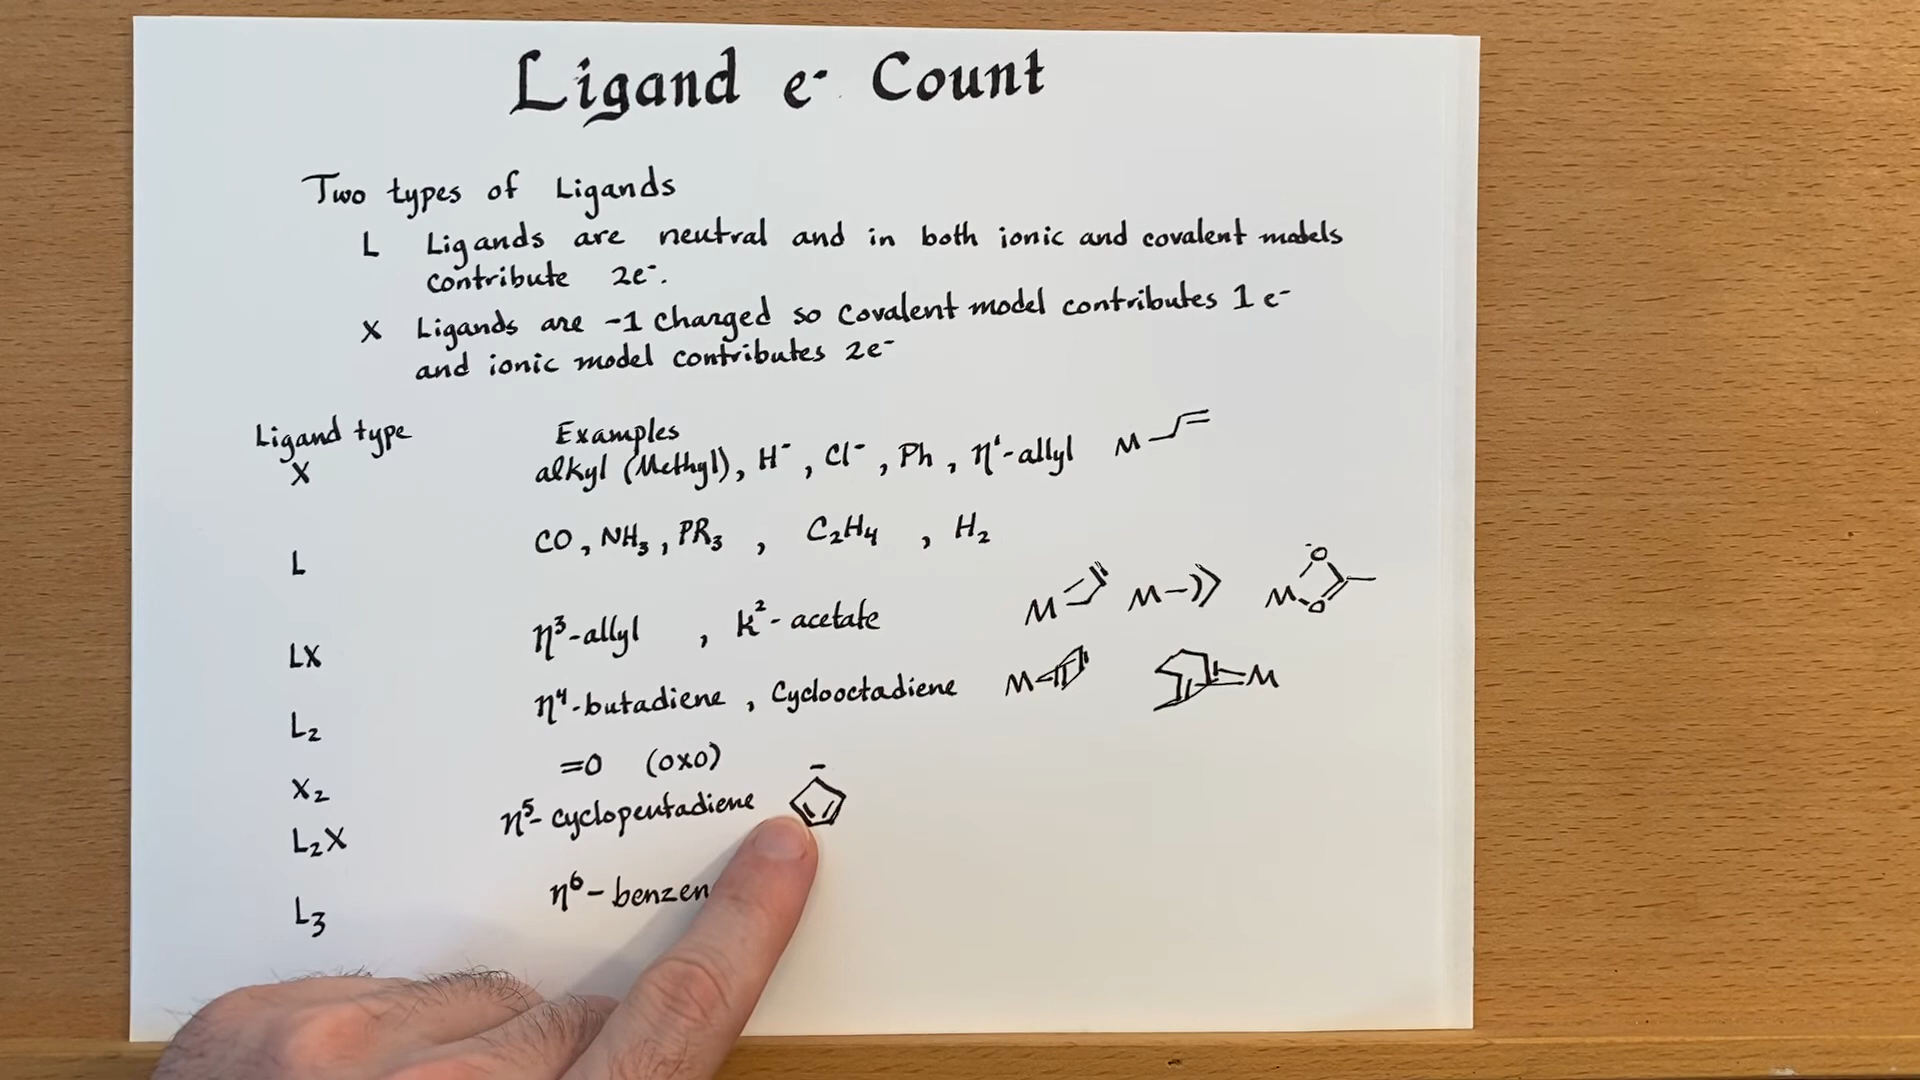 Ligand e⁻ Count
Two types of Ligands
L Ligands are neutral and in both ionic and covalent models
contribute 2e⁻.
X Ligands are -1 charged so covalent model contributes 1 e⁻
and ionic model contributes 2e⁻
Ligand type Examples
X alkyl (Methyl), H⁻, Cl⁻, Ph, η¹-allyl M
L CO, NH₃, PR₃, C₂H₄, H₂
LX η³-allyl, k²-acetate M M M O O
L₂ η⁴-butadiene, Cyclooctadiene M M
X₂ =O (oxo)
L₂X η⁵-cyclopentadiene
L₃ η⁶-benzen